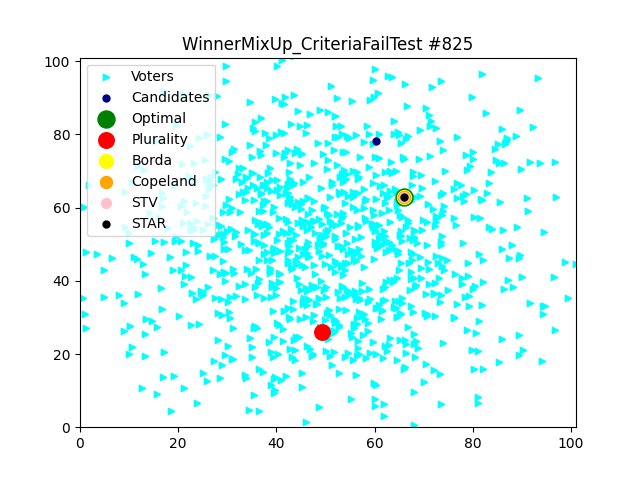 WinnerMixUp_CriteriaFailTest #825
Voters
Candidates
Optimal
Plurality
Borda
Copeland
STV
STAR
100
80
60
40
20
0
0 20 40 60 80 100